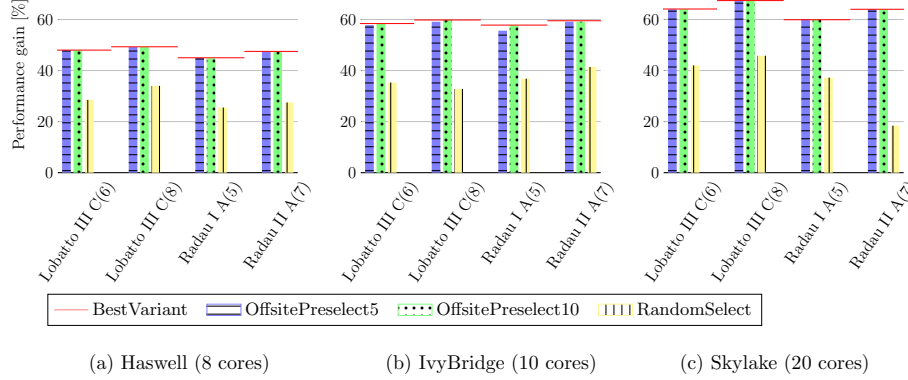 Performance gain [%]
60
40
20
0
Lobatto III C(6)
Lobatto III C(8)
Radau I A(5)
Radau II A(7)
60
40
20
0
Lobatto III C(6)
Lobatto III C(8)
Radau I A(5)
Radau II A(7)
60
40
20
0
Lobatto III C(6)
Lobatto III C(8)
Radau I A(5)
Radau II A(7)
BestVariant OffsitePreselect5 OffsitePreselect10 RandomSelect
(a) Haswell (8 cores) (b) IvyBridge (10 cores) (c) Skylake (20 cores)